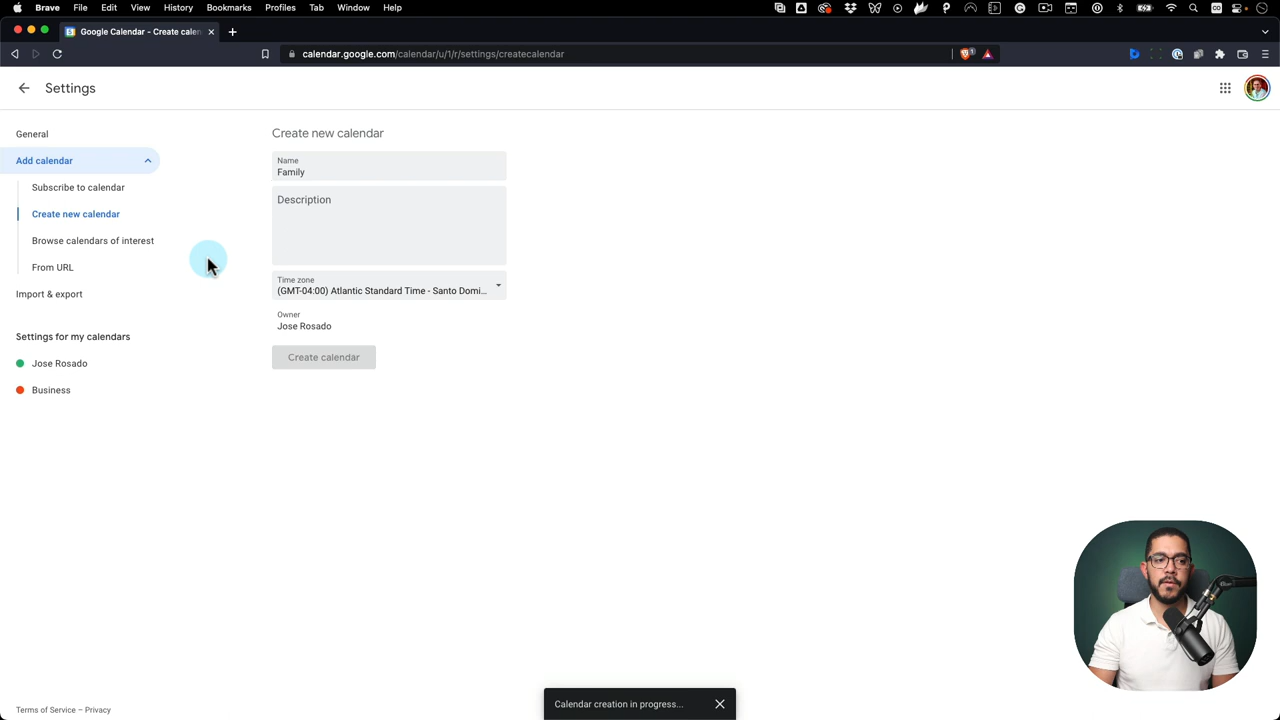 Brave File Edit View History Bookmarks Profiles Tab Window Help
Google Calendar - Create calen
calendar.google.com/calendar/u/1/r/settings/createcalendar
Settings
General
Add calendar
Subscribe to calendar
Create new calendar
Browse calendars of interest
From URL
Import & export
Settings for my calendars
Jose Rosado
Business
Create new calendar
Name
Family
Description
Time zone
(GMT-04:00) Atlantic Standard Time - Santo Domi...
Owner
Jose Rosado
Create calendar
Calendar creation in progress...
Terms of Service – Privacy